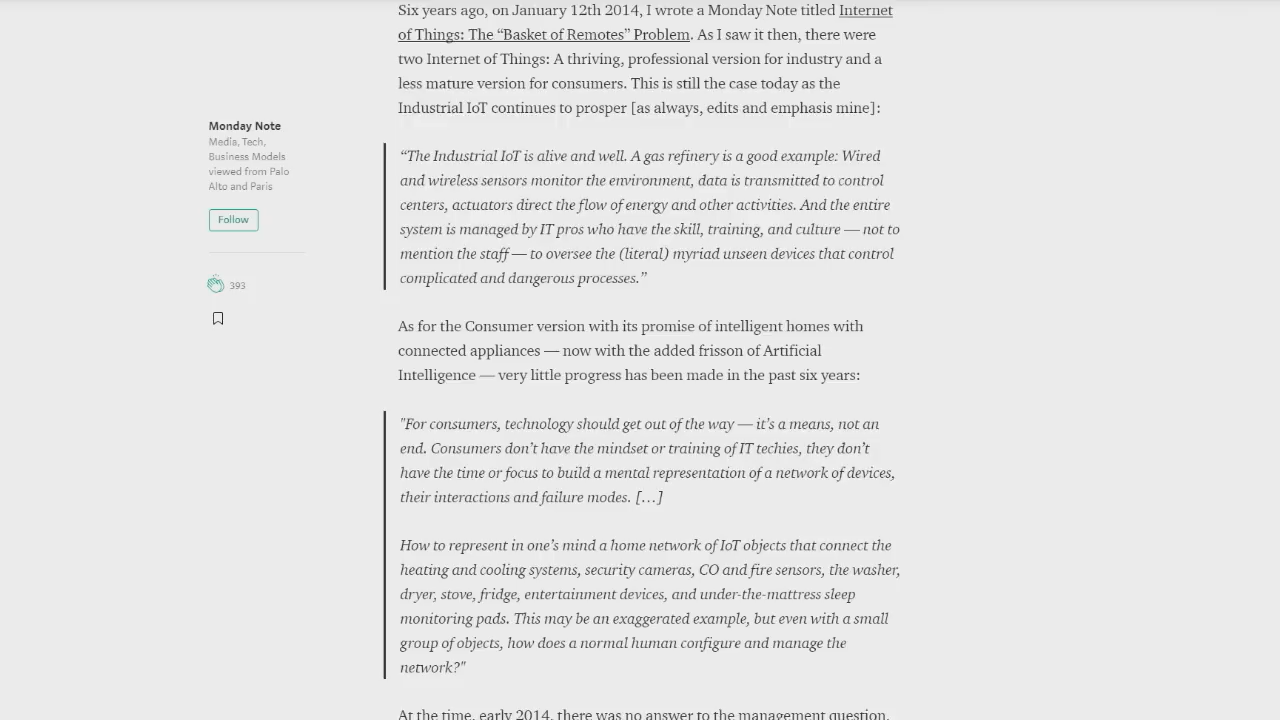 Six years ago, on January 12th 2014, I wrote a Monday Note titled Internet
of Things: The “Basket of Remotes” Problem. As I saw it then, there were
two Internet of Things: A thriving, professional version for industry and a
less mature version for consumers. This is still the case today as the
Industrial IoT continues to prosper [as always, edits and emphasis mine]:
Monday Note
Media, Tech,
Business Models
viewed from Palo
Alto and Paris
Follow
393
“The Industrial IoT is alive and well. A gas refinery is a good example: Wired
and wireless sensors monitor the environment, data is transmitted to control
centers, actuators direct the flow of energy and other activities. And the entire
system is managed by IT pros who have the skill, training, and culture — not to
mention the staff — to oversee the (literal) myriad unseen devices that control
complicated and dangerous processes.”
As for the Consumer version with its promise of intelligent homes with
connected appliances — now with the added frisson of Artificial
Intelligence — very little progress has been made in the past six years:
"For consumers, technology should get out of the way — it’s a means, not an
end. Consumers don’t have the mindset or training of IT techies, they don’t
have the time or focus to build a mental representation of a network of devices,
their interactions and failure modes. […]
How to represent in one’s mind a home network of IoT objects that connect the
heating and cooling systems, security cameras, CO and fire sensors, the washer,
dryer, stove, fridge, entertainment devices, and under-the-mattress sleep
monitoring pads. This may be an exaggerated example, but even with a small
group of objects, how does a normal human configure and manage the
network?"
At the time, early 2014, there was no answer to the management question,